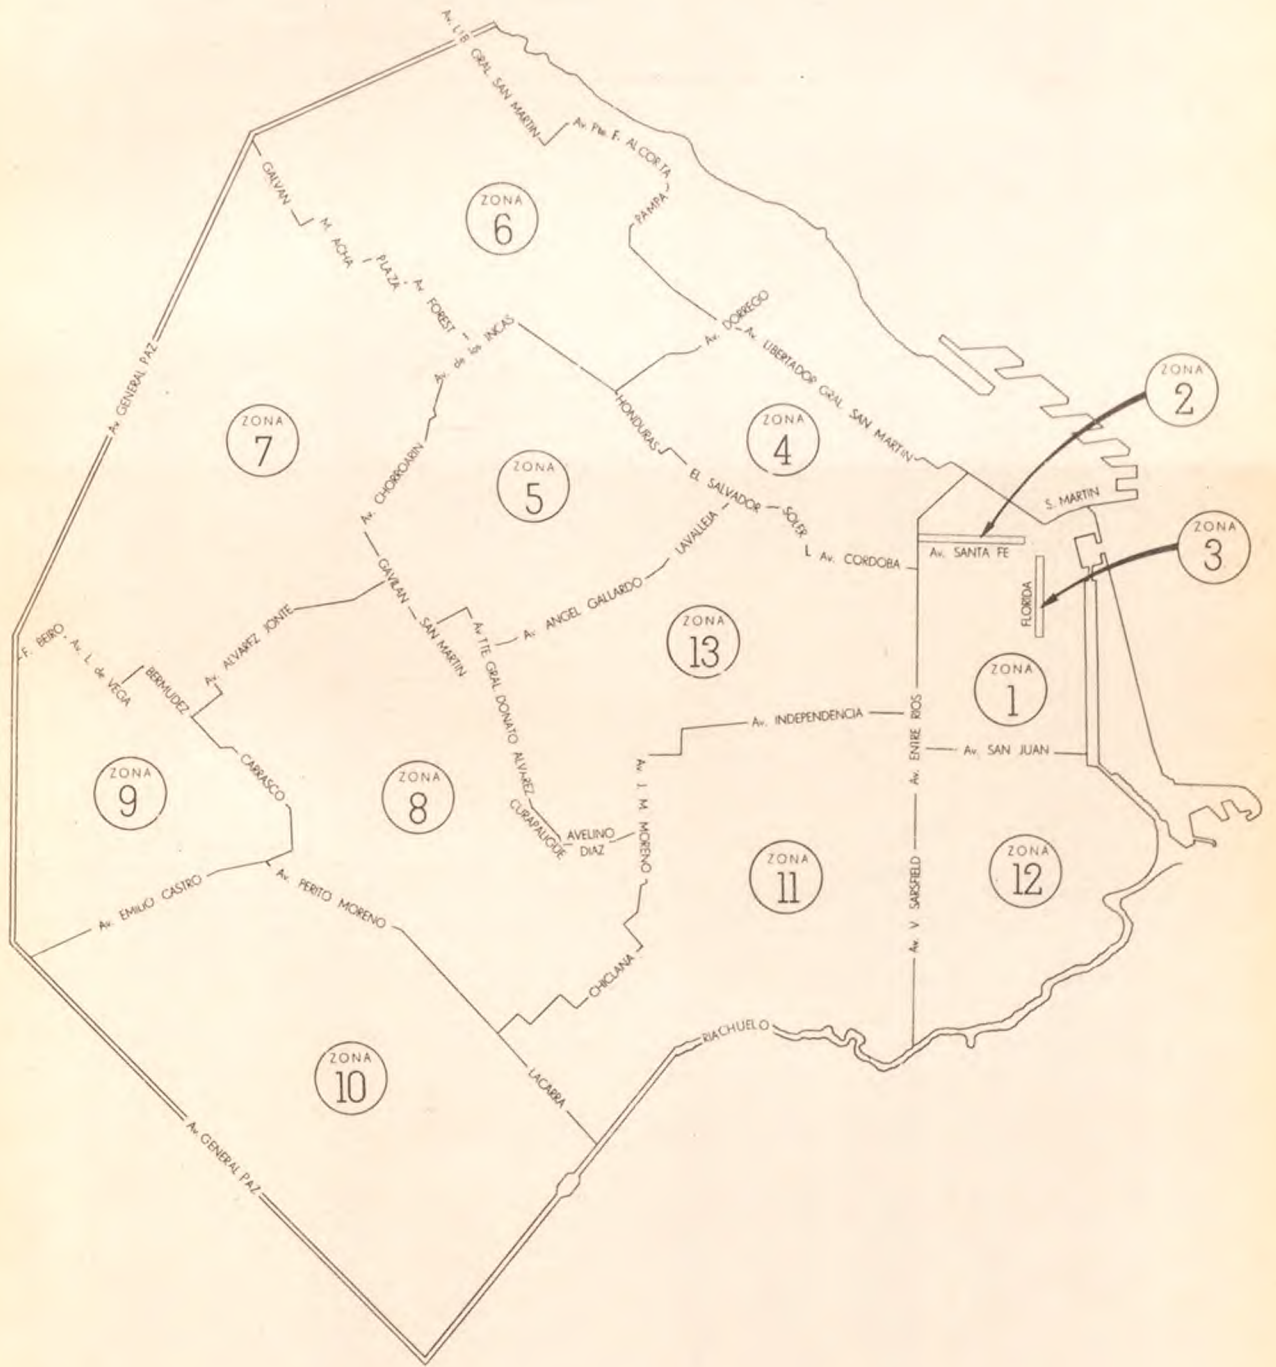 Av. LIB. GRAL. SAN MARTIN
Av. Pte. F. ALCORTA
PAMPA
GALVAN
M. ACHA
PLAZA
Av. FOREST
Av. de los INCAS
ZONA
6
Av. DORREGO
Av. LIBERTADOR GRAL. SAN MARTIN
Av. GENERAL PAZ
ZONA
7
Av. CHORROARIN
HONDURAS
ZONA
4
ZONA
2
ZONA
5
EL SALVADOR
SOLER
S. MARTIN
LAVALLEJA
Av. CORDOBA
Av. SANTA FE
ZONA
3
FLORIDA
GAVILAN
SAN MARTIN
Av. ANGEL GALLARDO
ZONA
13
F. BEIRO
Av. L. de VEGA
BERMUDEZ
Av. ALVAREZ JONTE
Av. TTE. GRAL. DONATO ALVAREZ
ZONA
1
Av. INDEPENDENCIA
Av. ENTRE RIOS
Av. SAN JUAN
ZONA
9
CARRASCO
ZONA
8
CURAPALIGUE
AVELINO
DIAZ
Av. J. M. MORENO
ZONA
11
ZONA
12
Av. V. SARSFIELD
Av. EMILIO CASTRO
Av. PERITO MORENO
CHICLANA
RIACHUELO
ZONA
10
LACARRA
Av. GENERAL PAZ